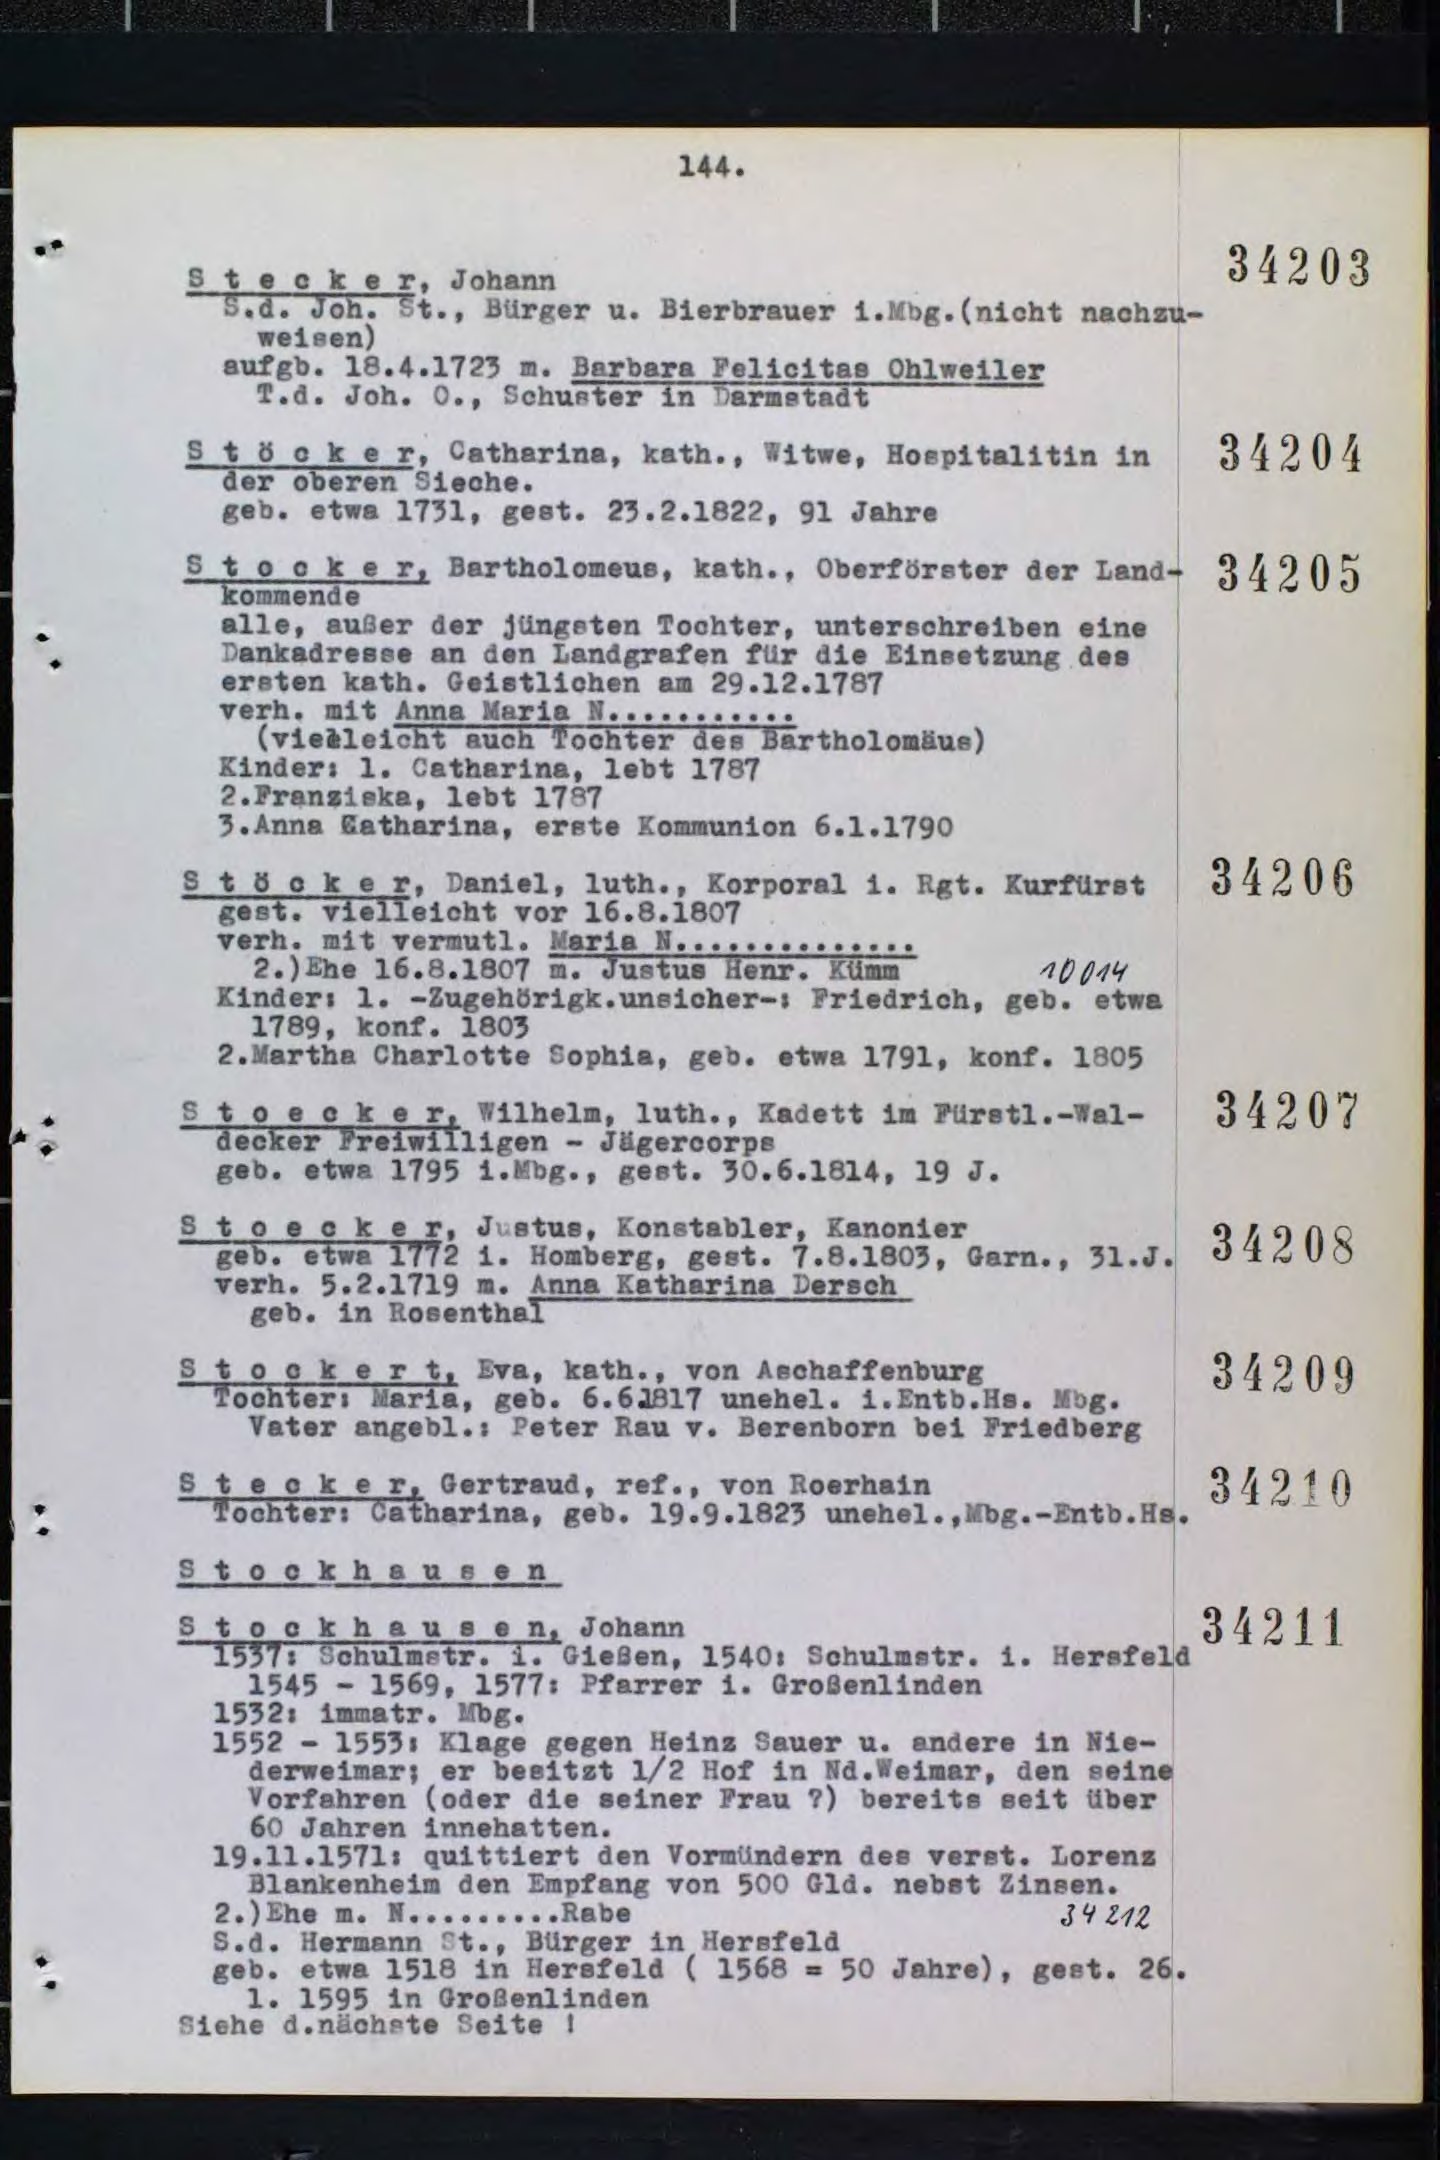 144.
34203
S t e c k e r, Johann
S.d. Joh. St., Bürger u. Bierbrauer i.Mbg.(nicht nachzu-
weisen)
aufgb. 18.4.1723 m. Barbara Felicitas Ohlweiler
T.d. Joh. O., Schuster in Darmstadt
34204
S t ö c k e r, Catharina, kath., Witwe, Hospitalitin in
der oberen Sieche.
geb. etwa 1731, gest. 23.2.1822, 91 Jahre
34205
S t o c k e r, Bartholomeus, kath., Oberförster der Land-
kommende
alle, außer der jüngsten Tochter, unterschreiben eine
Dankadresse an den Landgrafen für die Einsetzung des
ersten kath. Geistlichen am 29.12.1787
verh. mit Anna Maria N...........
(vielleicht auch Tochter des Bartholomäus)
Kinder: 1. Catharina, lebt 1787
2.Franziska, lebt 1787
3.Anna Catharina, erste Kommunion 6.1.1790
34206
S t ö c k e r, Daniel, luth., Korporal i. Rgt. Kurfürst
gest. vielleicht vor 16.8.1807
verh. mit vermutl. Maria N..............
2.)Ehe 16.8.1807 m. Justus Henr. Kümm 10014
Kinder: 1. -Zugehörigk.unsicher-: Friedrich, geb. etwa
1789, konf. 1803
2.Martha Charlotte Sophia, geb. etwa 1791, konf. 1805
34207
S t o e c k e r, Wilhelm, luth., Kadett im Fürstl.-Wal-
decker Freiwilligen - Jägercorps
geb. etwa 1795 i.Mbg., gest. 30.6.1814, 19 J.
34208
S t o e c k e r, Justus, Konstabler, Kanonier
geb. etwa 1772 i. Homberg, gest. 7.8.1803, Garn., 31.J.
verh. 5.2.1719 m. Anna Katharina Dersch
geb. in Rosenthal
34209
S t o c k e r t, Eva, kath., von Aschaffenburg
Tochter: Maria, geb. 6.6.1817 unehel. i.Entb.Hs. Mbg.
Vater angebl.: Peter Rau v. Berenborn bei Friedberg
34210
S t e c k e r, Gertraud, ref., von Roerhain
Tochter: Catharina, geb. 19.9.1823 unehel.,Mbg.-Entb.Hs.
S t o c k h a u s e n
34211
S t o c k h a u s e n, Johann
1537: Schulmstr. i. Gießen, 1540: Schulmstr. i. Hersfeld
1545 - 1569, 1577: Pfarrer i. Großenlinden
1532: immatr. Mbg.
1552 - 1553: Klage gegen Heinz Sauer u. andere in Nie-
derweimar; er besitzt 1/2 Hof in Nd.Weimar, den seine
Vorfahren (oder die seiner Frau ?) bereits seit über
60 Jahren innehatten.
19.11.1571: quittiert den Vormündern des verst. Lorenz
Blankenheim den Empfang von 500 Gld. nebst Zinsen.
2.)Ehe m. N.........Rabe 34212
S.d. Hermann St., Bürger in Hersfeld
geb. etwa 1518 in Hersfeld ( 1568 = 50 Jahre), gest. 26.
1. 1595 in Großenlinden
Siehe d.nächste Seite !